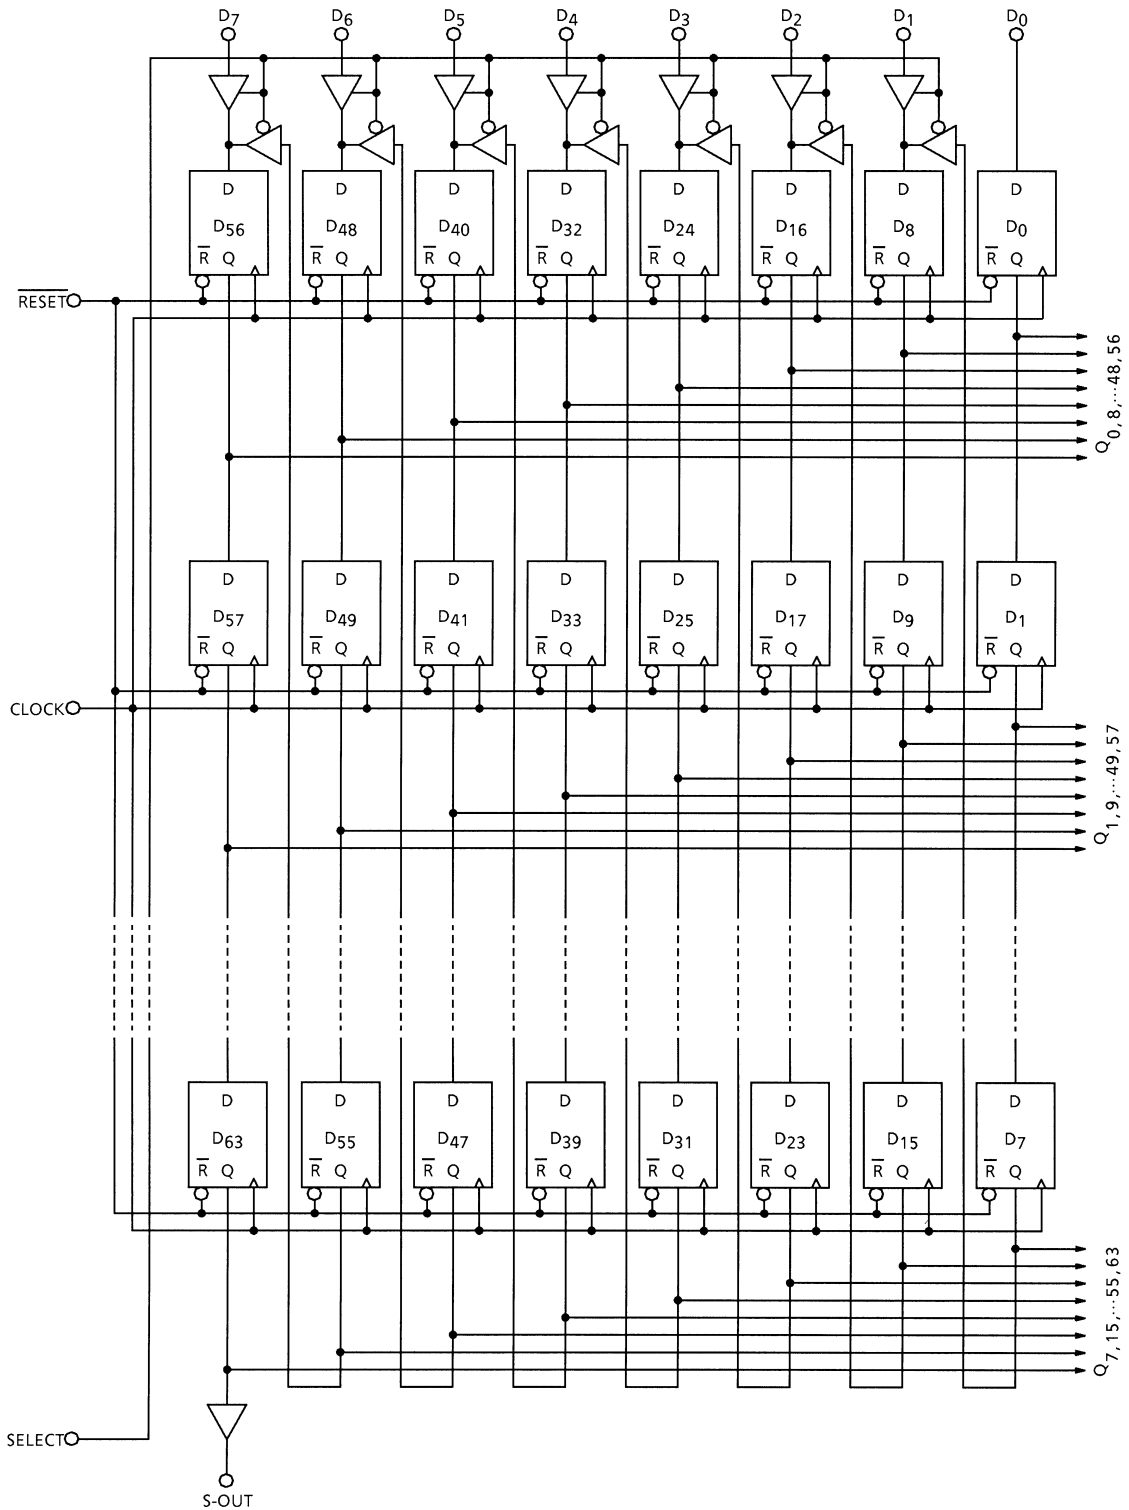 D7 D6 D5 D4 D3 D2 D1 D0
D D D D D D D D
D56 D48 D40 D32 D24 D16 D8 D0
R̅ Q R̅ Q R̅ Q R̅ Q R̅ Q R̅ Q R̅ Q R̅ Q
R̅E̅S̅E̅T̅
Q0, 8, ···48, 56
D D D D D D D D
D57 D49 D41 D33 D25 D17 D9 D1
R̅ Q R̅ Q R̅ Q R̅ Q R̅ Q R̅ Q R̅ Q R̅ Q
CLOCK
Q1, 9, ···49, 57
D D D D D D D D
D63 D55 D47 D39 D31 D23 D15 D7
R̅ Q R̅ Q R̅ Q R̅ Q R̅ Q R̅ Q R̅ Q R̅ Q
Q7, 15, ···55, 63
SELECT
S-OUT